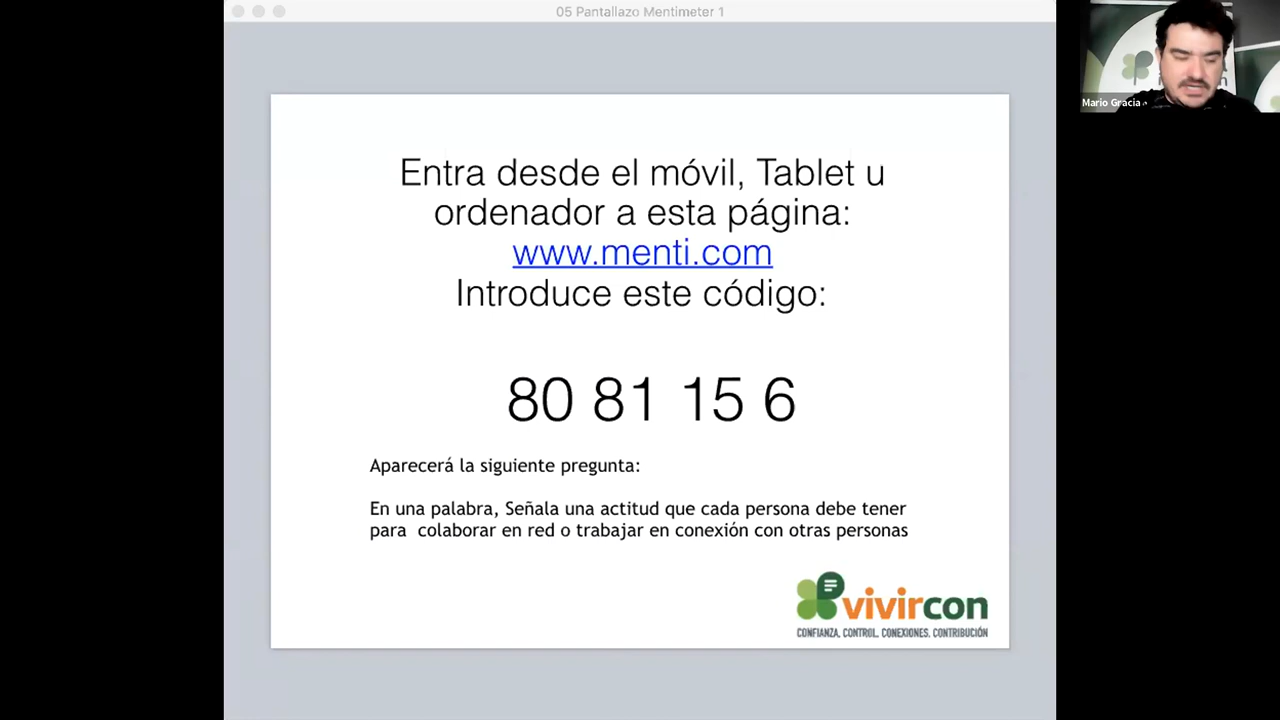 05 Pantallazo Mentimeter 1
Mario Gracia
Entra desde el móvil, Tablet u
ordenador a esta página:
www.menti.com
Introduce este código:
80 81 15 6
Aparecerá la siguiente pregunta:
En una palabra, Señala una actitud que cada persona debe tener
para  colaborar en red o trabajar en conexión con otras personas
vivircon
CONFIANZA, CONTROL, CONEXIONES, CONTRIBUCIÓN